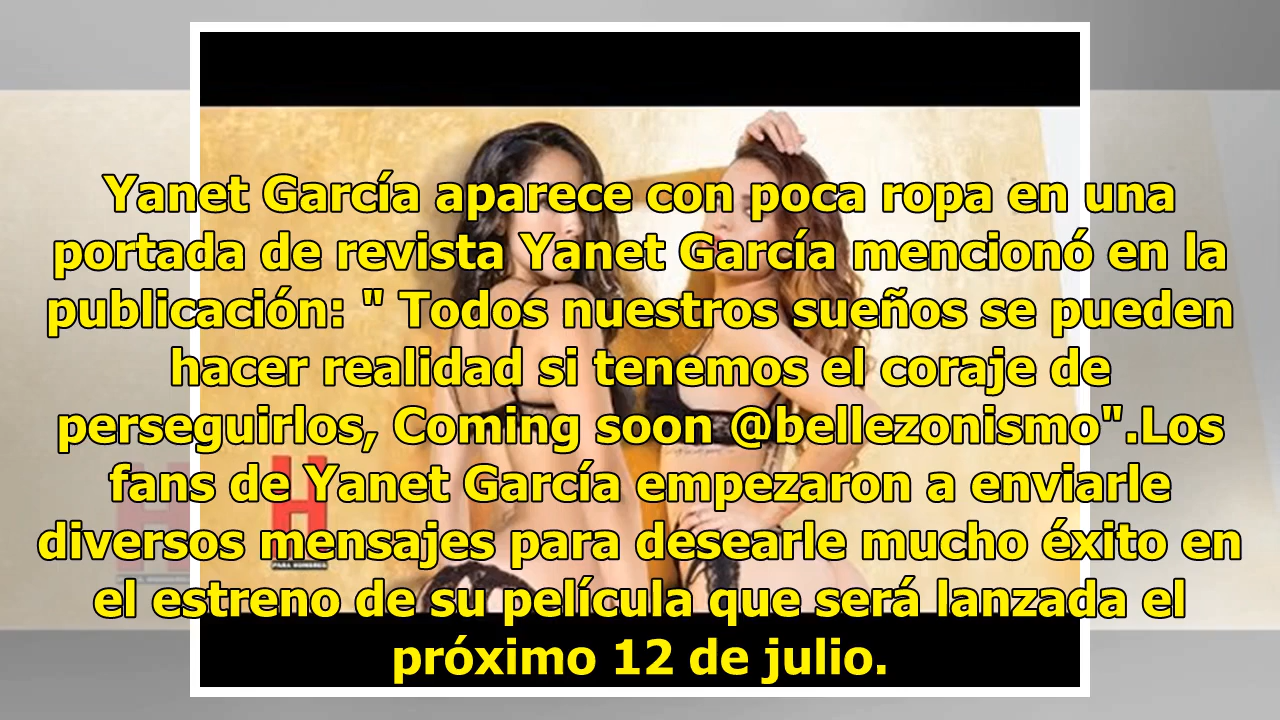 Yanet García aparece con poca ropa en una
portada de revista Yanet García mencionó en la
publicación: " Todos nuestros sueños se pueden
hacer realidad si tenemos el coraje de
perseguirlos, Coming soon @bellezonismo".Los
fans de Yanet García empezaron a enviarle
diversos mensajes para desearle mucho éxito en
el estreno de su película que será lanzada el
próximo 12 de julio.
H
PARA HOMBRES